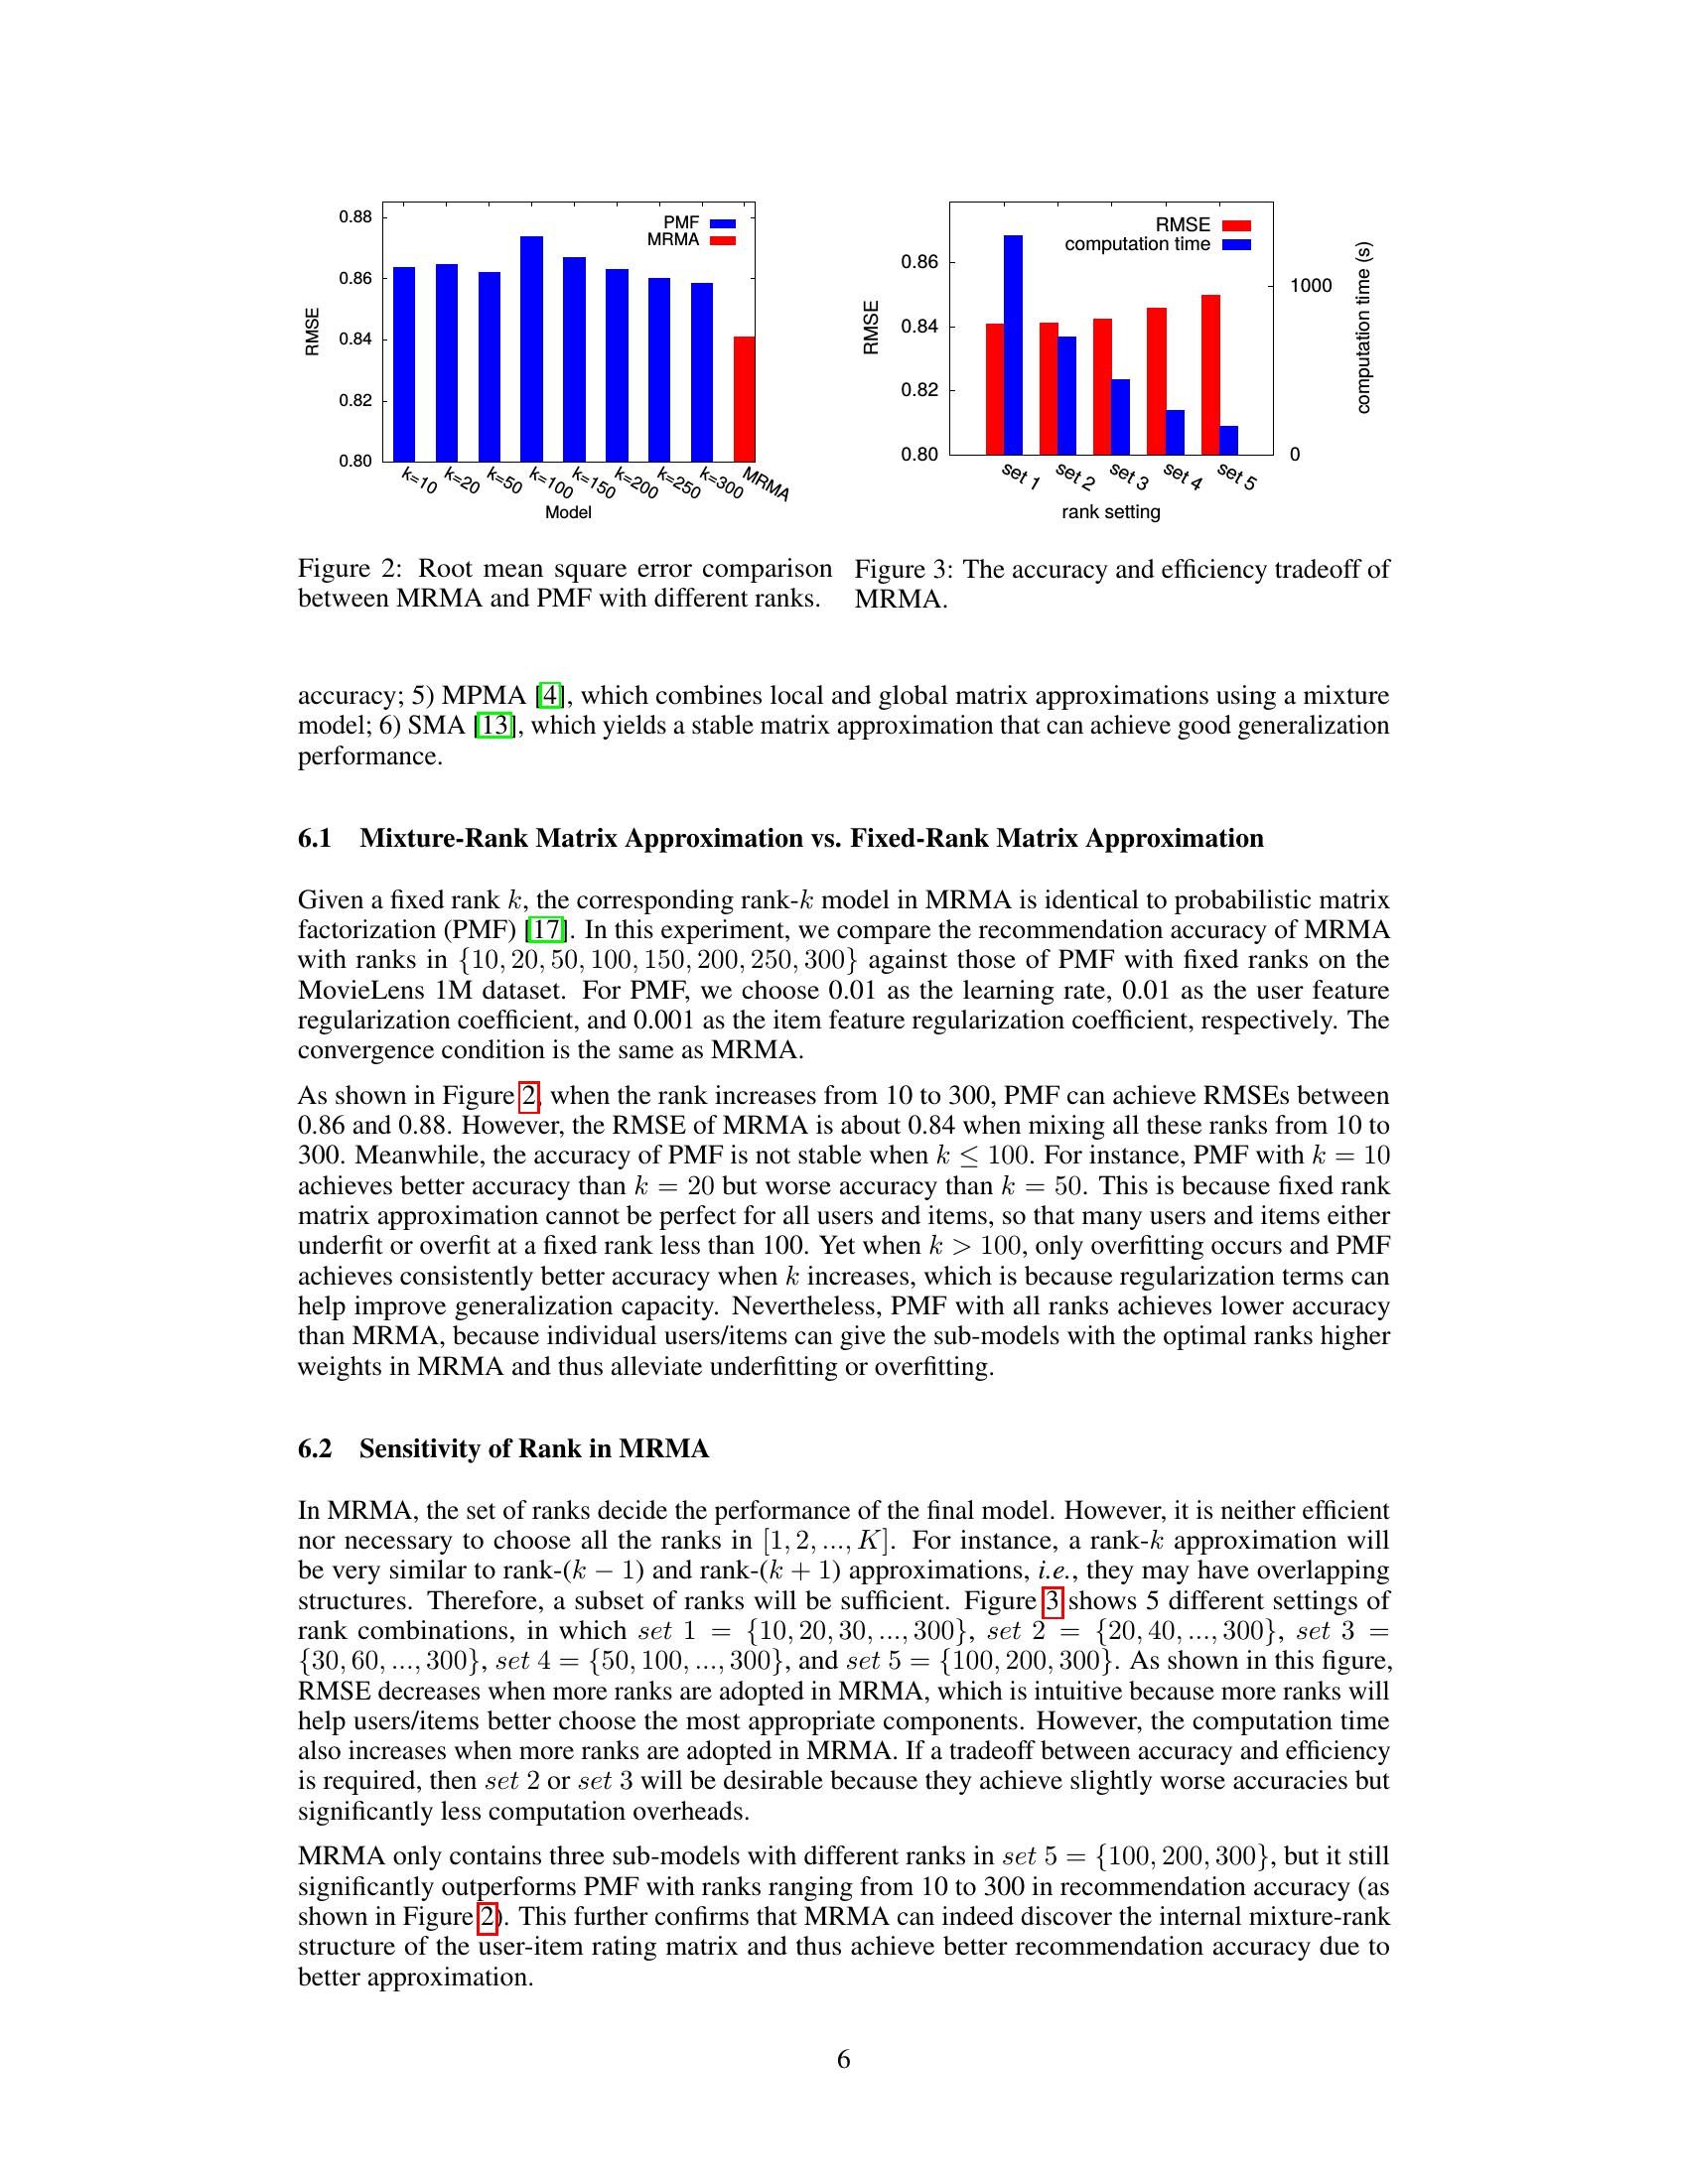 0.88
0.86
0.84
0.82
0.80
RMSE
PMF
MRMA
k=10 k=20 k=50 k=100 k=150 k=200 k=250 k=300 MRMA
Model
0.86
0.84
0.82
0.80
RMSE
RMSE
computation time
1000
0
computation time (s)
set 1 set 2 set 3 set 4 set 5
rank setting
Figure 2: Root mean square error comparison
between MRMA and PMF with different ranks.
Figure 3: The accuracy and efficiency tradeoff of
MRMA.
accuracy; 5) MPMA [4], which combines local and global matrix approximations using a mixture
model; 6) SMA [13], which yields a stable matrix approximation that can achieve good generalization
performance.
6.1 Mixture-Rank Matrix Approximation vs. Fixed-Rank Matrix Approximation
Given a fixed rank k, the corresponding rank-k model in MRMA is identical to probabilistic matrix
factorization (PMF) [17]. In this experiment, we compare the recommendation accuracy of MRMA
with ranks in {10, 20, 50, 100, 150, 200, 250, 300} against those of PMF with fixed ranks on the
MovieLens 1M dataset. For PMF, we choose 0.01 as the learning rate, 0.01 as the user feature
regularization coefficient, and 0.001 as the item feature regularization coefficient, respectively. The
convergence condition is the same as MRMA.
As shown in Figure 2, when the rank increases from 10 to 300, PMF can achieve RMSEs between
0.86 and 0.88. However, the RMSE of MRMA is about 0.84 when mixing all these ranks from 10 to
300. Meanwhile, the accuracy of PMF is not stable when k ≤ 100. For instance, PMF with k = 10
achieves better accuracy than k = 20 but worse accuracy than k = 50. This is because fixed rank
matrix approximation cannot be perfect for all users and items, so that many users and items either
underfit or overfit at a fixed rank less than 100. Yet when k > 100, only overfitting occurs and PMF
achieves consistently better accuracy when k increases, which is because regularization terms can
help improve generalization capacity. Nevertheless, PMF with all ranks achieves lower accuracy
than MRMA, because individual users/items can give the sub-models with the optimal ranks higher
weights in MRMA and thus alleviate underfitting or overfitting.
6.2 Sensitivity of Rank in MRMA
In MRMA, the set of ranks decide the performance of the final model. However, it is neither efficient
nor necessary to choose all the ranks in [1, 2, ..., K]. For instance, a rank-k approximation will
be very similar to rank-(k − 1) and rank-(k + 1) approximations, i.e., they may have overlapping
structures. Therefore, a subset of ranks will be sufficient. Figure 3 shows 5 different settings of
rank combinations, in which set 1 = {10, 20, 30, ..., 300}, set 2 = {20, 40, ..., 300}, set 3 =
{30, 60, ..., 300}, set 4 = {50, 100, ..., 300}, and set 5 = {100, 200, 300}. As shown in this figure,
RMSE decreases when more ranks are adopted in MRMA, which is intuitive because more ranks will
help users/items better choose the most appropriate components. However, the computation time
also increases when more ranks are adopted in MRMA. If a tradeoff between accuracy and efficiency
is required, then set 2 or set 3 will be desirable because they achieve slightly worse accuracies but
significantly less computation overheads.
MRMA only contains three sub-models with different ranks in set 5 = {100, 200, 300}, but it still
significantly outperforms PMF with ranks ranging from 10 to 300 in recommendation accuracy (as
shown in Figure 2). This further confirms that MRMA can indeed discover the internal mixture-rank
structure of the user-item rating matrix and thus achieve better recommendation accuracy due to
better approximation.
6